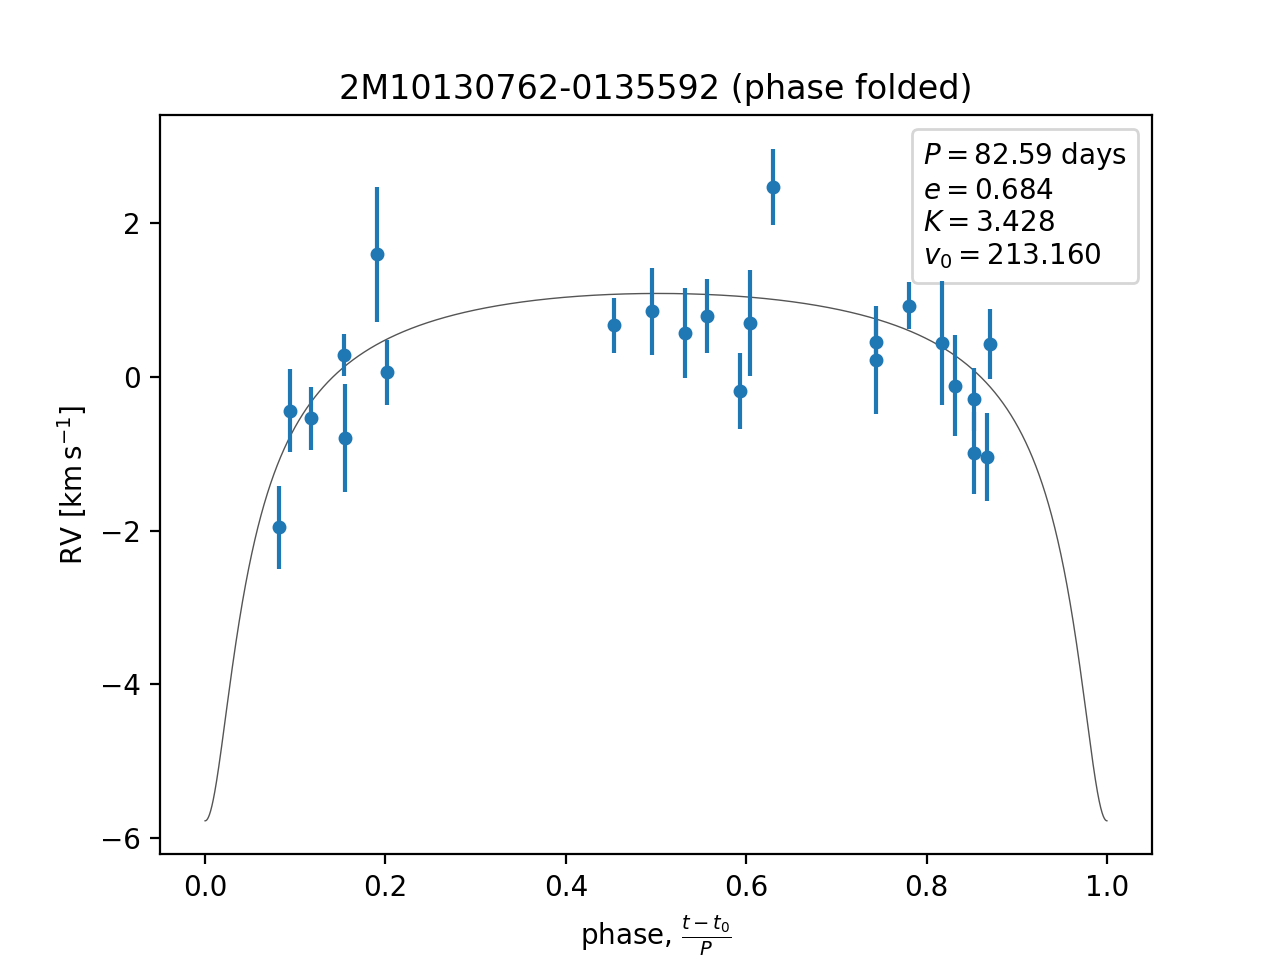 2M10130762-0135592 (phase folded)
P = 82.59 days
e = 0.684
K = 3.428
v₀ = 213.160
RV [km s⁻¹]
2
0
−2
−4
−6
0.0 0.2 0.4 0.6 0.8 1.0
phase, (t − t₀)/P